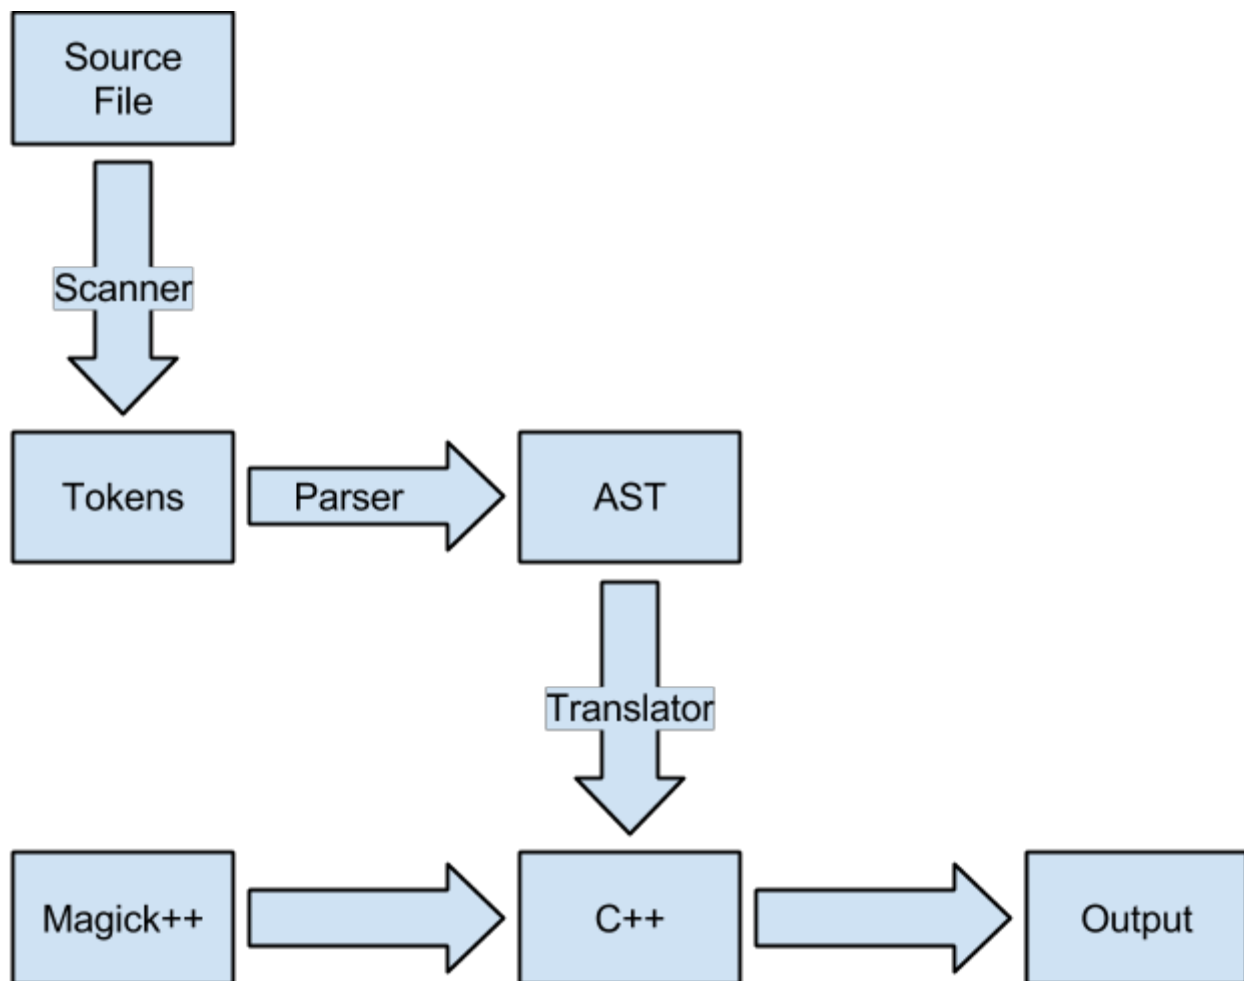 Source
File
Scanner
Tokens
Parser
AST
Translator
Magick++
C++
Output